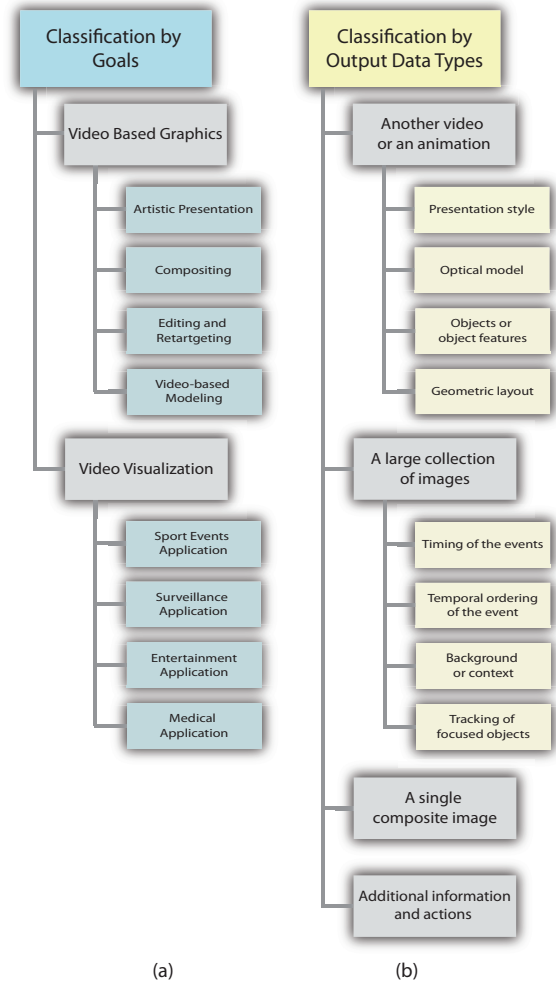 Classification by
Goals
Video Based Graphics
Artistic Presentation
Compositing
Editing and
Retartgeting
Video-based
Modeling
Video Visualization
Sport Events
Application
Surveillance
Application
Entertainment
Application
Medical
Application
(a)
Classification by
Output Data Types
Another video
or an animation
Presentation style
Optical model
Objects or
object features
Geometric layout
A large collection
of images
Timing of the events
Temporal ordering
of the event
Background
or context
Tracking of
focused objects
A single
composite image
Additional information
and actions
(b)